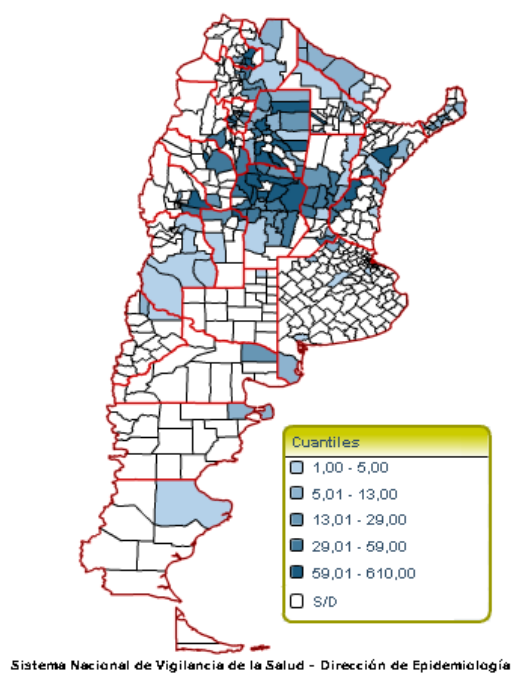 Cuantiles
1,00 - 5,00
5,01 - 13,00
13,01 - 29,00
29,01 - 59,00
59,01 - 610,00
S/D
Sistema Nacional de Vigilancia de la Salud - Dirección de Epidemiología